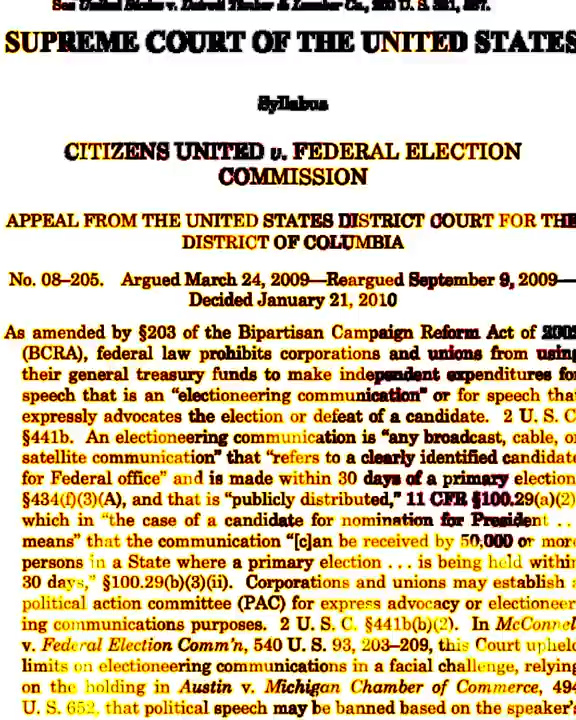 See United States v. Detroit Timber & Lumber Co., 200 U. S. 321, 337.
SUPREME COURT OF THE UNITED STATES
Syllabus
CITIZENS UNITED v. FEDERAL ELECTION
COMMISSION
APPEAL FROM THE UNITED STATES DISTRICT COURT FOR THE
DISTRICT OF COLUMBIA
No. 08–205. Argued March 24, 2009—Reargued September 9, 2009—
Decided January 21, 2010
As amended by §203 of the Bipartisan Campaign Reform Act of 2002
(BCRA), federal law prohibits corporations and unions from using
their general treasury funds to make independent expenditures for
speech that is an “electioneering communication” or for speech that
expressly advocates the election or defeat of a candidate. 2 U. S. C
§441b. An electioneering communication is “any broadcast, cable, or
satellite communication” that “refers to a clearly identified candidate
for Federal office” and is made within 30 days of a primary election
§434(f)(3)(A), and that is “publicly distributed,” 11 CFR §100.29(a)(2)
which in “the case of a candidate for nomination for President . .
means” that the communication “[c]an be received by 50,000 or more
persons in a State where a primary election . . . is being held within
30 days,” §100.29(b)(3)(ii). Corporations and unions may establish
political action committee (PAC) for express advocacy or electioneer
ing communications purposes. 2 U. S. C. §441b(b)(2). In McConnel
v. Federal Election Comm’n, 540 U. S. 93, 203–209, this Court upheld
limits on electioneering communications in a facial challenge, relying
on the holding in Austin v. Michigan Chamber of Commerce, 494
U. S. 652, that political speech may be banned based on the speaker’s